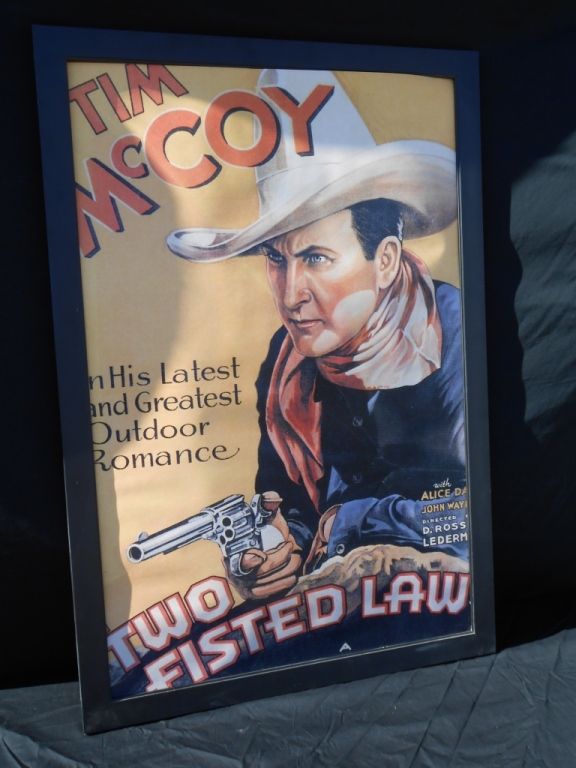 TIM
McCOY
n His Latest
and Greatest
Outdoor
Romance
with
ALICE DA
JOHN WAY
DIRECTED
D. ROSS
LEDERM
TWO
FISTED LAW